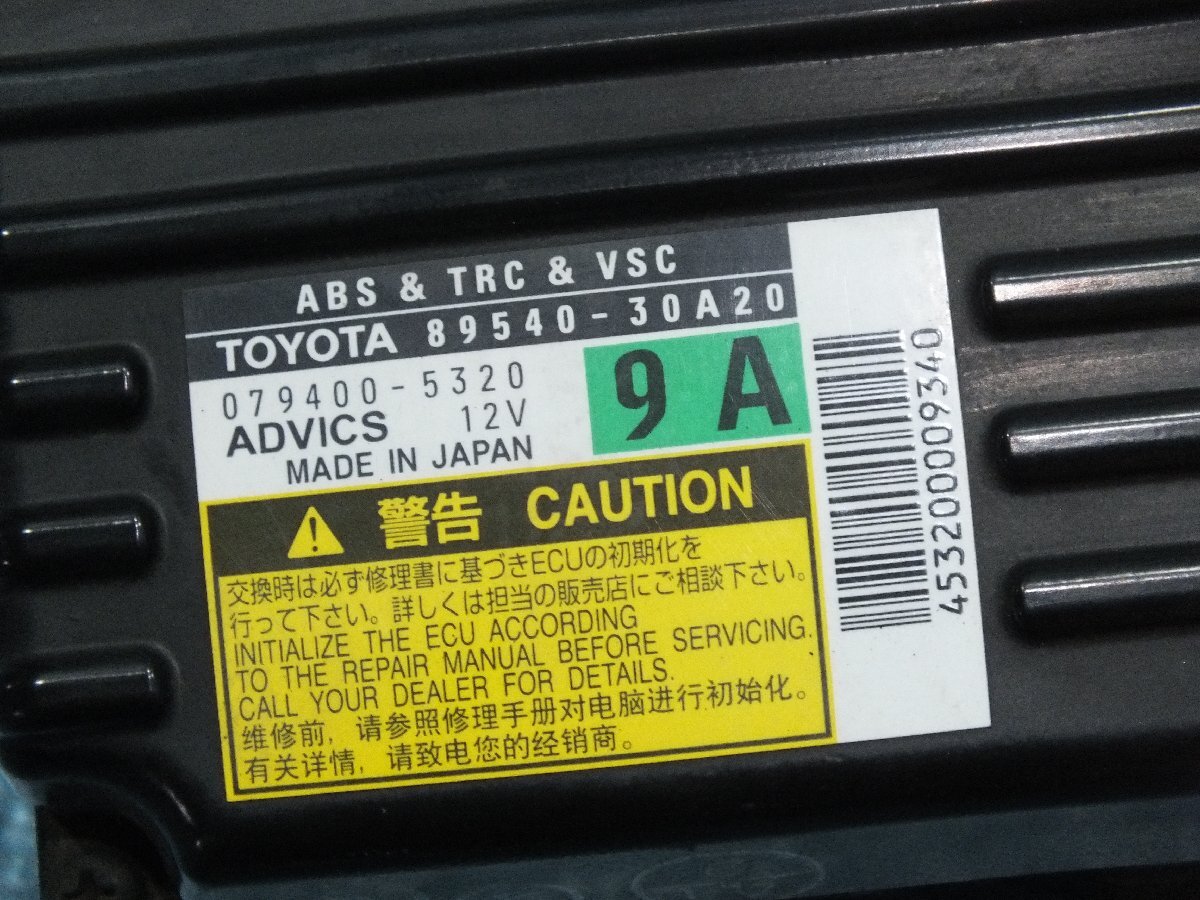 ABS & TRC & VSC
TOYOTA 89540-30A20
079400-5320
ADVICS 12V
MADE IN JAPAN
9A
警告 CAUTION
交換時は必ず修理書に基づきECUの初期化を
行って下さい。詳しくは担当の販売店にご相談下さい。
INITIALIZE THE ECU ACCORDING
TO THE REPAIR MANUAL BEFORE SERVICING.
CALL YOUR DEALER FOR DETAILS.
维修前, 请参照修理手册对电脑进行初始化。
有关详情, 请致电您的经销商。
4532000009340